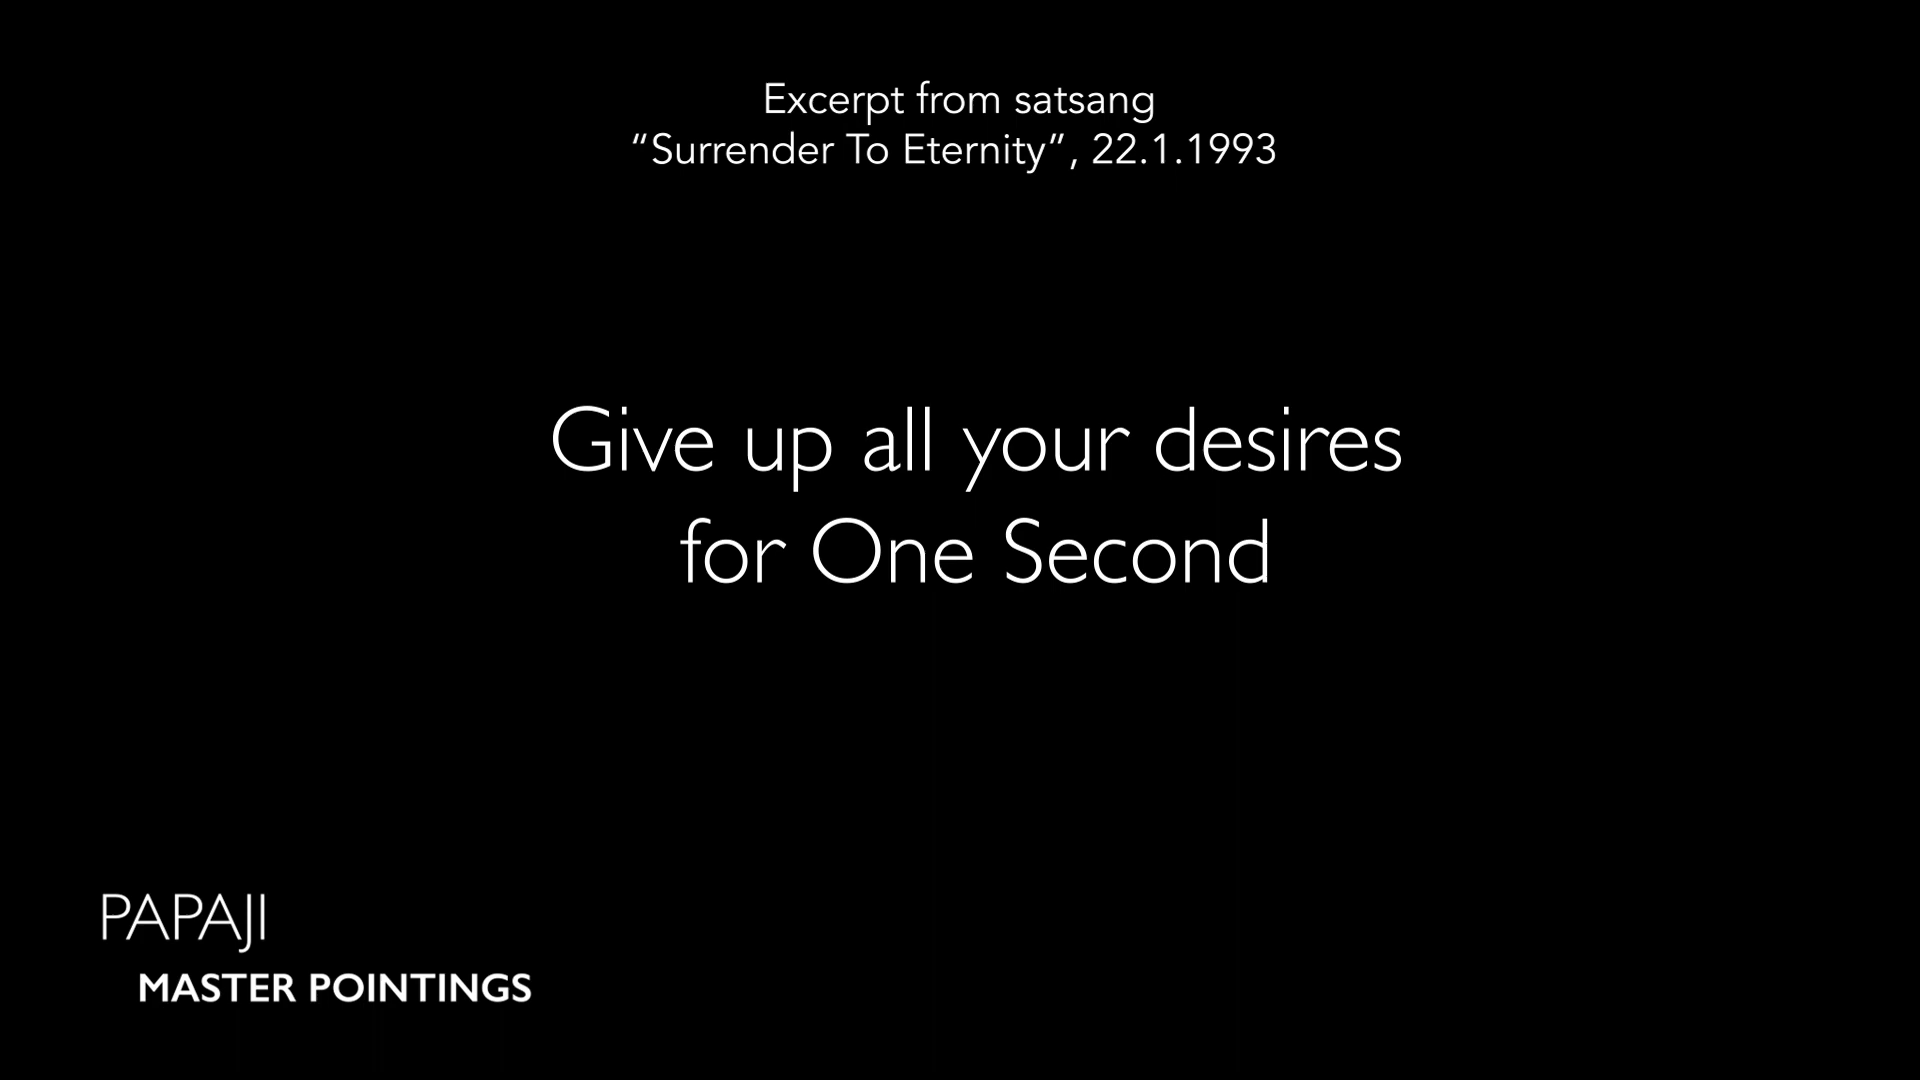 Excerpt from satsang
“Surrender To Eternity”, 22.1.1993
Give up all your desires
for One Second
PAPAJI
MASTER POINTINGS